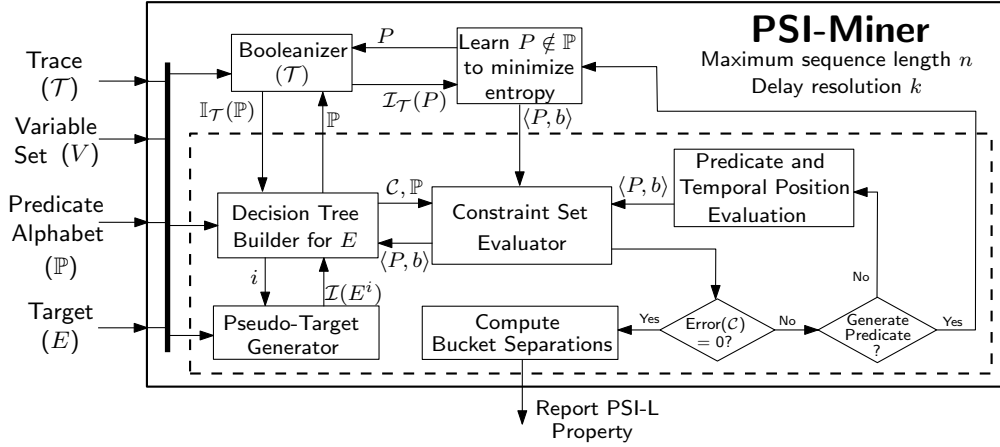 PSI-Miner
Maximum sequence length n
Delay resolution k
Trace
(𝒯)
Variable
Set (V)
Predicate
Alphabet
(ℙ)
Target
(E)
Booleanizer
(𝒯)
P
ℐ_𝒯(P)
Learn P ∉ ℙ
to minimize
entropy
𝕀_𝒯(ℙ)
ℙ
⟨P, b⟩
Decision Tree
Builder for E
𝒞, ℙ
⟨P, b⟩
Constraint Set
Evaluator
⟨P, b⟩
Predicate and
Temporal Position
Evaluation
i
ℐ(E^i)
Pseudo-Target
Generator
Compute
Bucket Separations
Yes
Error(𝒞)
= 0?
No
Generate
Predicate
?
No
Yes
Report PSI-L
Property